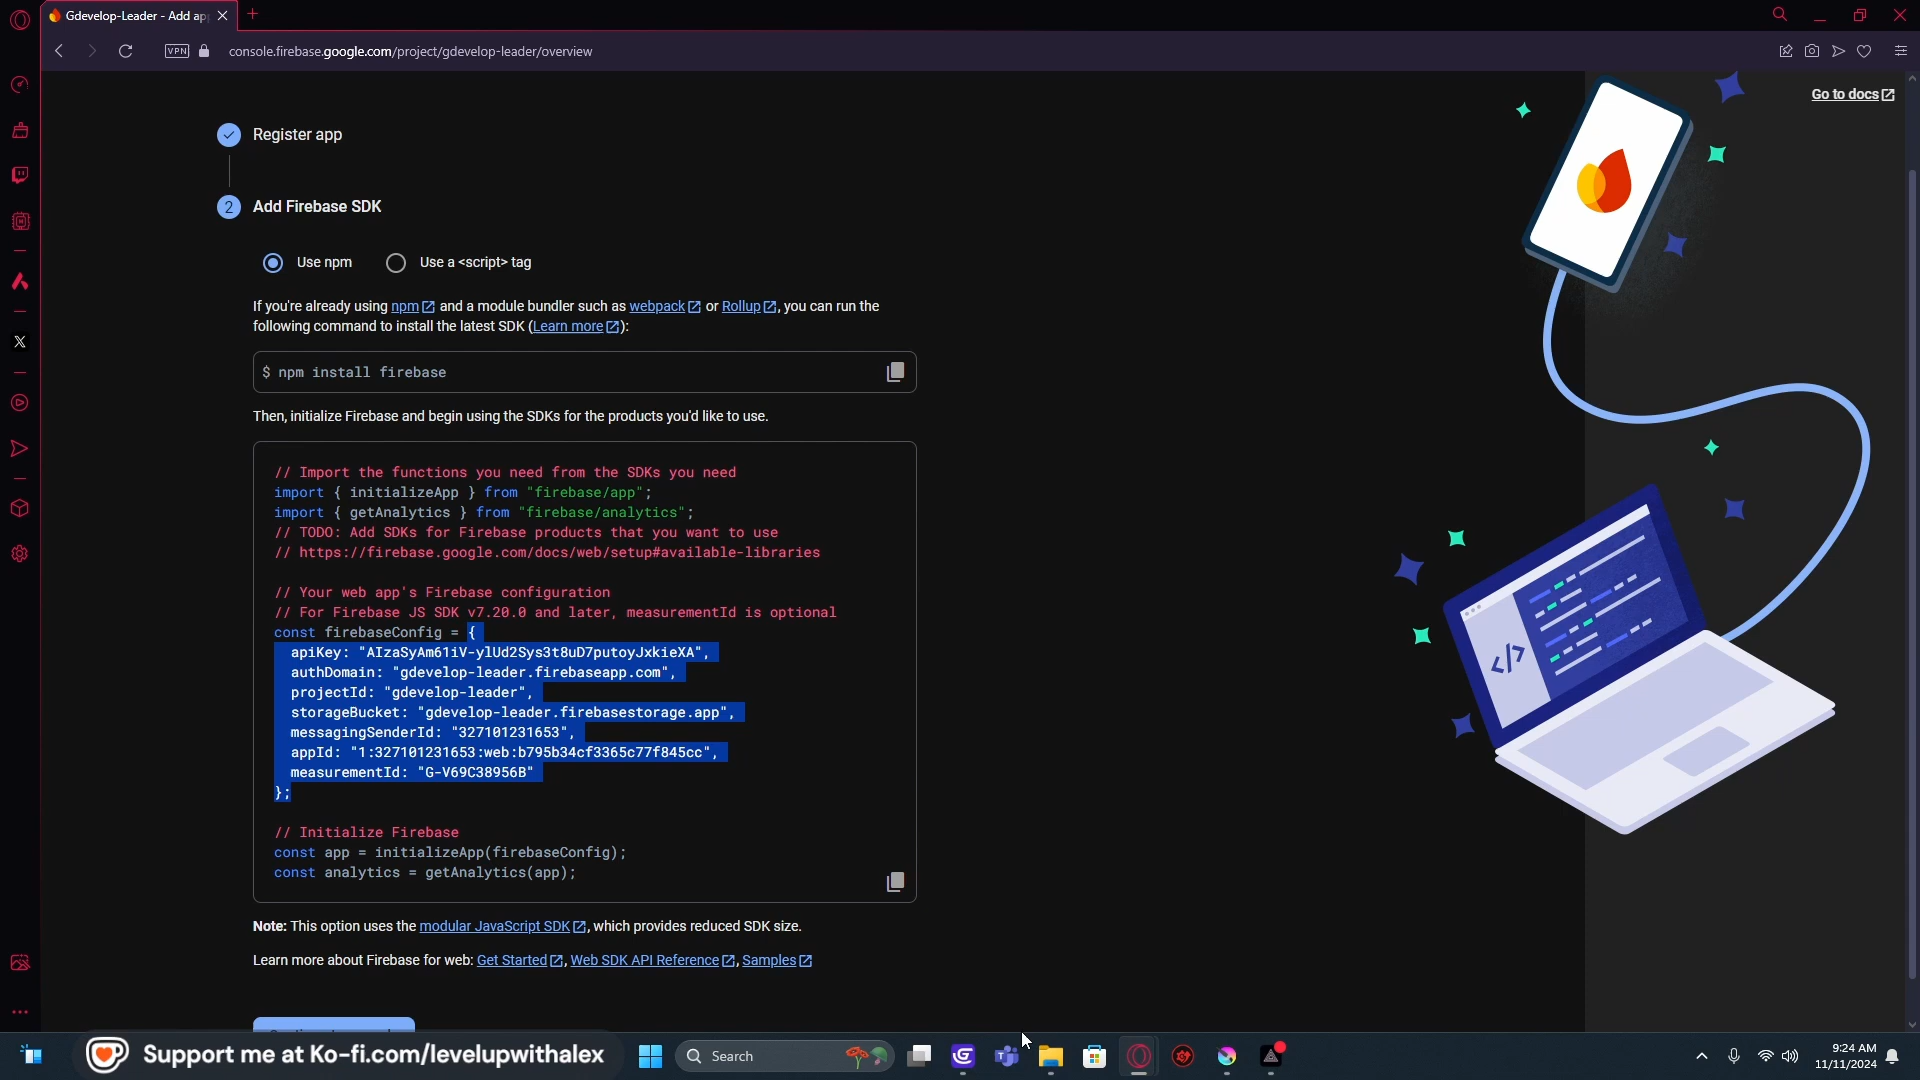 Gdevelop-Leader - Add ap
VPN
console.firebase.google.com/project/gdevelop-leader/overview
Go to docs
Register app
2
Add Firebase SDK
Use npm
Use a <script> tag
If you're already using npm and a module bundler such as webpack or Rollup, you can run the
following command to install the latest SDK (Learn more):
$ npm install firebase
Then, initialize Firebase and begin using the SDKs for the products you'd like to use.
// Import the functions you need from the SDKs you need
import { initializeApp } from "firebase/app";
import { getAnalytics } from "firebase/analytics";
// TODO: Add SDKs for Firebase products that you want to use
// https://firebase.google.com/docs/web/setup#available-libraries
// Your web app's Firebase configuration
// For Firebase JS SDK v7.20.0 and later, measurementId is optional
const firebaseConfig = {
apiKey: "AIzaSyAm61iV-ylUd2Sys3t8uD7putoyJxkieXA",
authDomain: "gdevelop-leader.firebaseapp.com",
projectId: "gdevelop-leader",
storageBucket: "gdevelop-leader.firebasestorage.app",
messagingSenderId: "327101231653",
appId: "1:327101231653:web:b795b34cf3365c77f845cc",
measurementId: "G-V69C38956B"
};
// Initialize Firebase
const app = initializeApp(firebaseConfig);
const analytics = getAnalytics(app);
Note: This option uses the modular JavaScript SDK, which provides reduced SDK size.
Learn more about Firebase for web: Get Started, Web SDK API Reference, Samples
Support me at Ko-fi.com/levelupwithalex
Search
9:24 AM
11/11/2024